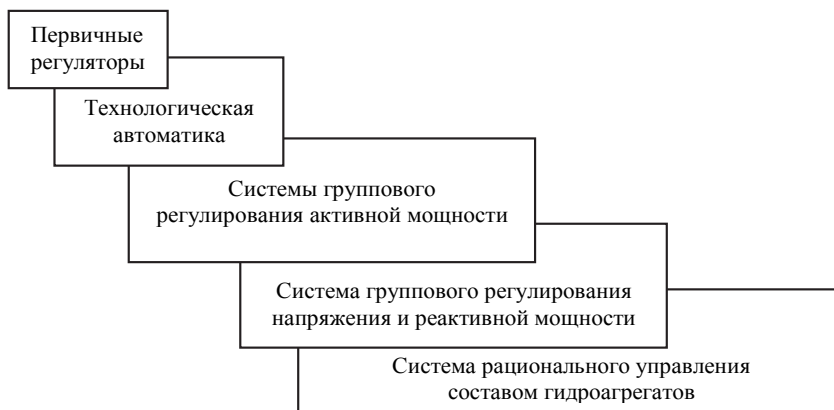 Первичные
регуляторы
Технологическая
автоматика
Системы группового
регулирования активной мощности
Система группового регулирования
напряжения и реактивной мощности
Система рационального управления
составом гидроагрегатов